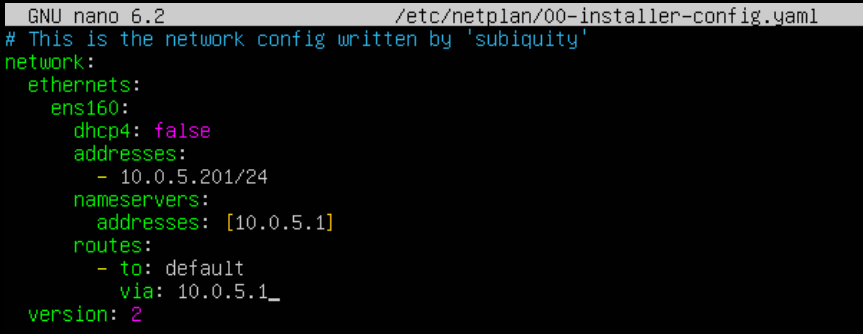 GNU nano 6.2 /etc/netplan/00-installer-config.yaml
# This is the network config written by 'subiquity'
network:
  ethernets:
    ens160:
      dhcp4: false
      addresses:
        - 10.0.5.201/24
      nameservers:
        addresses: [10.0.5.1]
      routes:
        - to: default
          via: 10.0.5.1_
  version: 2